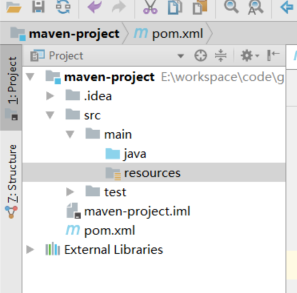 maven-project pom.xml
1: Project
Project
maven-project E:\workspace\code\g
.idea
src
main
java
resources
test
maven-project.iml
pom.xml
External Libraries
7: Structure